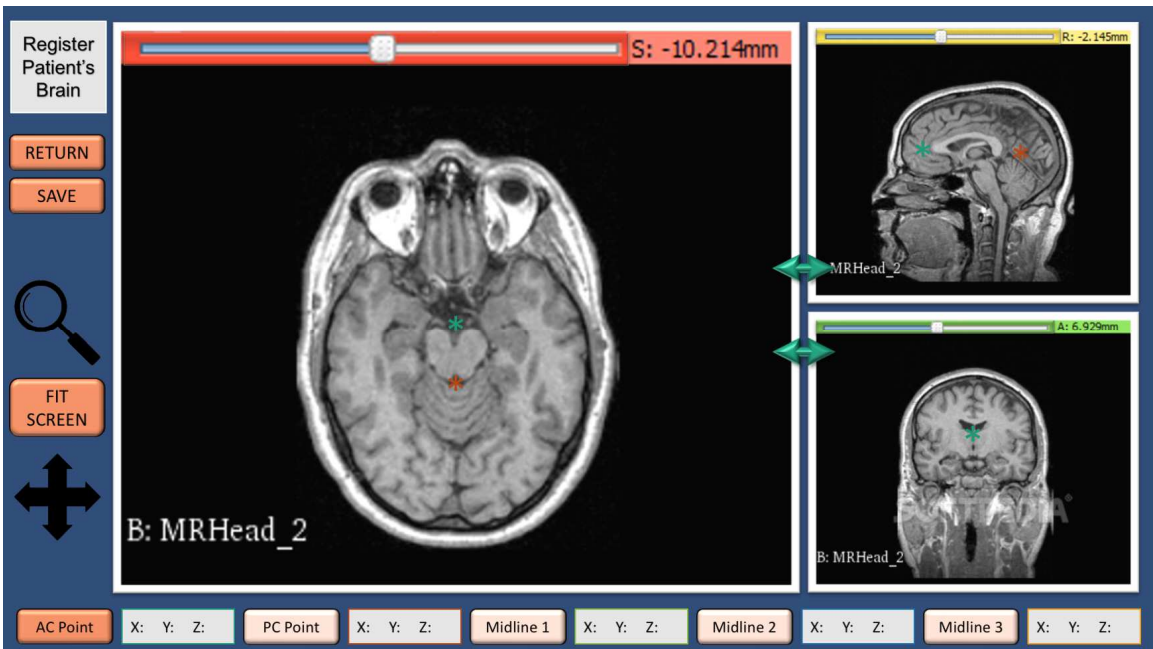 Register
Patient's
Brain
RETURN
SAVE
FIT
SCREEN
S: -10.214mm
B: MRHead_2
R: -2.145mm
MRHead_2
A: 6.929mm
B: MRHead_2
AC Point
X: Y: Z:
PC Point
X: Y: Z:
Midline 1
X: Y: Z:
Midline 2
X: Y: Z:
Midline 3
X: Y: Z: